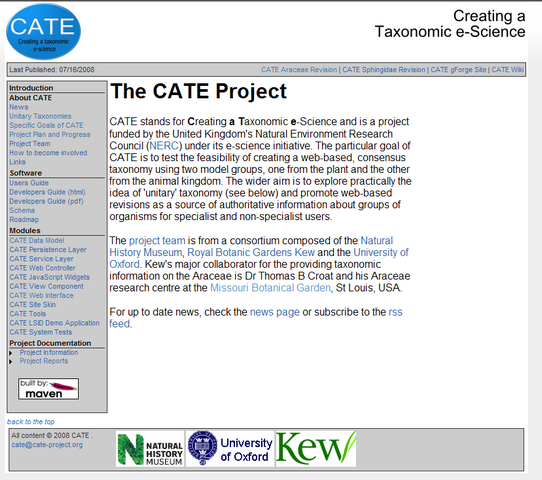 CATE
Creating a taxonomic
e-science
Creating a
Taxonomic e-Science
Last Published: 07/16/2008
CATE Araceae Revision | CATE Sphingidae Revision | CATE gForge Site | CATE Wiki
Introduction
About CATE
News
Unitary Taxonomies
Specific Goals of CATE
Project Plan and Progress
Project Team
How to become involved
Links
Software
Users Guide
Developers Guide (html)
Developers Guide (pdf)
Schema
Roadmap
Modules
CATE Data Model
CATE Persistence Layer
CATE Service Layer
CATE Web Controller
CATE JavaScript Widgets
CATE View Component
CATE Web Interface
CATE Site Skin
CATE Tools
CATE LSID Demo Application
CATE System Tests
Project Documentation
Project Information
Project Reports
built by:
maven
The CATE Project
CATE stands for Creating a Taxonomic e-Science and is a project
funded by the United Kingdom's Natural Environment Research
Council (NERC) under its e-science initiative. The particular goal of
CATE is to test the feasibility of creating a web-based, consensus
taxonomy using two model groups, one from the plant and the other
from the animal kingdom. The wider aim is to explore practically the
idea of 'unitary' taxonomy (see below) and promote web-based
revisions as a source of authoritative information about groups of
organisms for specialist and non-specialist users.
The project team is from a consortium composed of the Natural
History Museum, Royal Botanic Gardens Kew and the University of
Oxford. Kew's major collaborator for the providing taxonomic
information on the Araceae is Dr Thomas B Croat and his Araceae
research centre at the Missouri Botanical Garden, St Louis, USA.
For up to date news, check the news page or subscribe to the rss
feed.
back to the top
All content © 2008 CATE .
cate@cate-project.org
NATURAL
HISTORY
MUSEUM
University
of Oxford
Kew